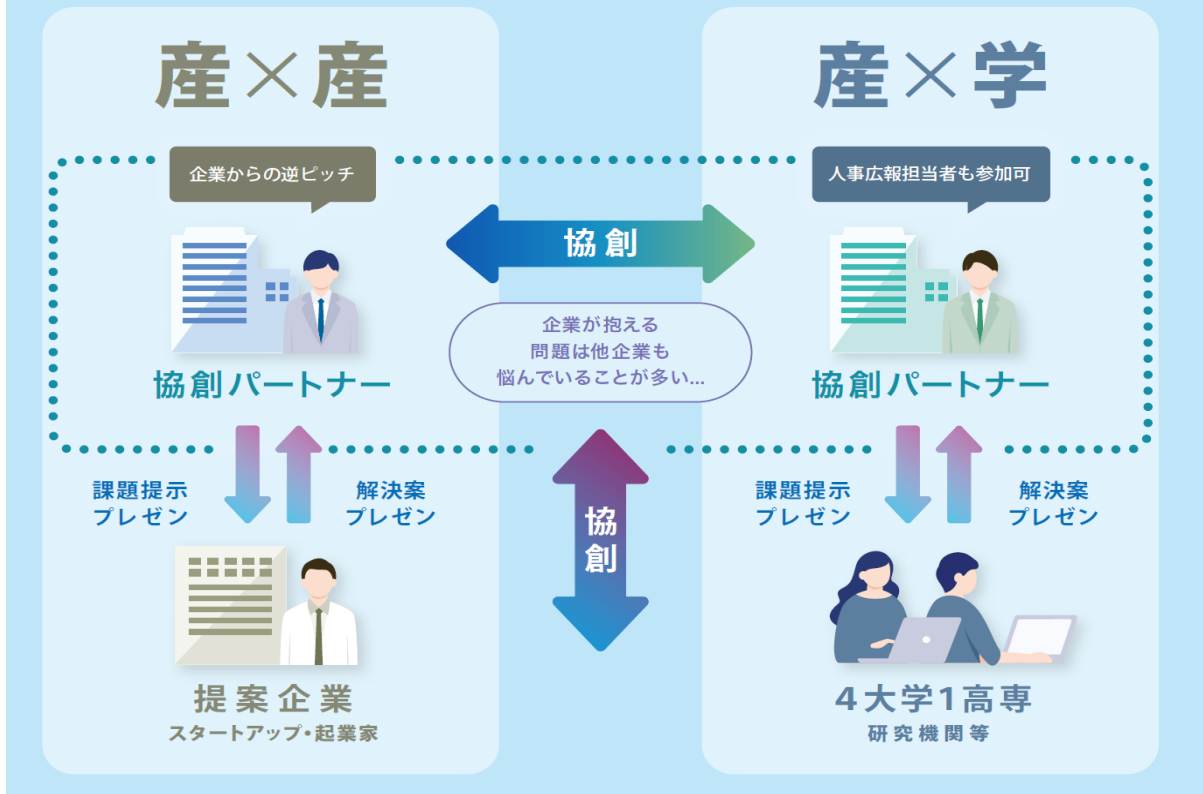 産×産
企業からの逆ピッチ
協創パートナー
課題提示
プレゼン
解決案
プレゼン
提案企業
スタートアップ・起業家
協創
企業が抱える
問題は他企業も
悩んでいることが多い…
協創
産×学
人事広報担当者も参加可
協創パートナー
課題提示
プレゼン
解決案
プレゼン
4大学1高専
研究機関等